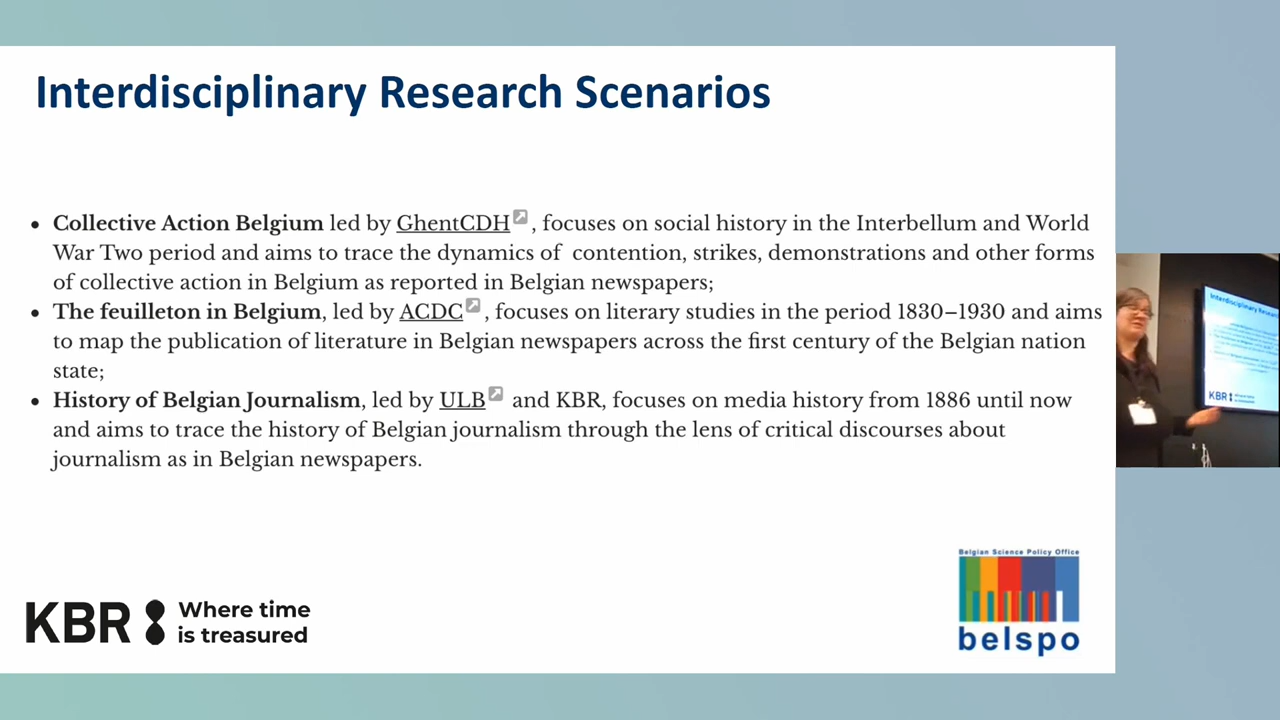 Interdisciplinary Research Scenarios
• Collective Action Belgium led by GhentCDH, focuses on social history in the Interbellum and World
War Two period and aims to trace the dynamics of contention, strikes, demonstrations and other forms
of collective action in Belgium as reported in Belgian newspapers;
• The feuilleton in Belgium, led by ACDC, focuses on literary studies in the period 1830–1930 and aims
to map the publication of literature in Belgian newspapers across the first century of the Belgian nation
state;
• History of Belgian Journalism, led by ULB and KBR, focuses on media history from 1886 until now
and aims to trace the history of Belgian journalism through the lens of critical discourses about
journalism as in Belgian newspapers.
KBR Where time
is treasured
Belgian Science Policy Office
belspo
Interdisciplinary Resear
KBR